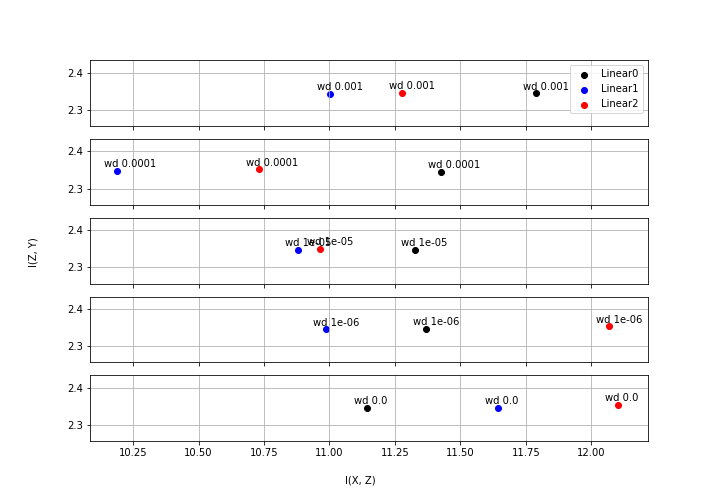 2.4
2.3
wd 0.001
wd 0.001
wd 0.001
Linear0
Linear1
Linear2
2.4
2.3
wd 0.0001
wd 0.0001
wd 0.0001
2.4
2.3
wd 1e-05
wd 1e-05
wd 1e-05
I(Z, Y)
2.4
2.3
wd 1e-06
wd 1e-06
wd 1e-06
2.4
2.3
wd 0.0
wd 0.0
wd 0.0
10.25 10.50 10.75 11.00 11.25 11.50 11.75 12.00
I(X, Z)